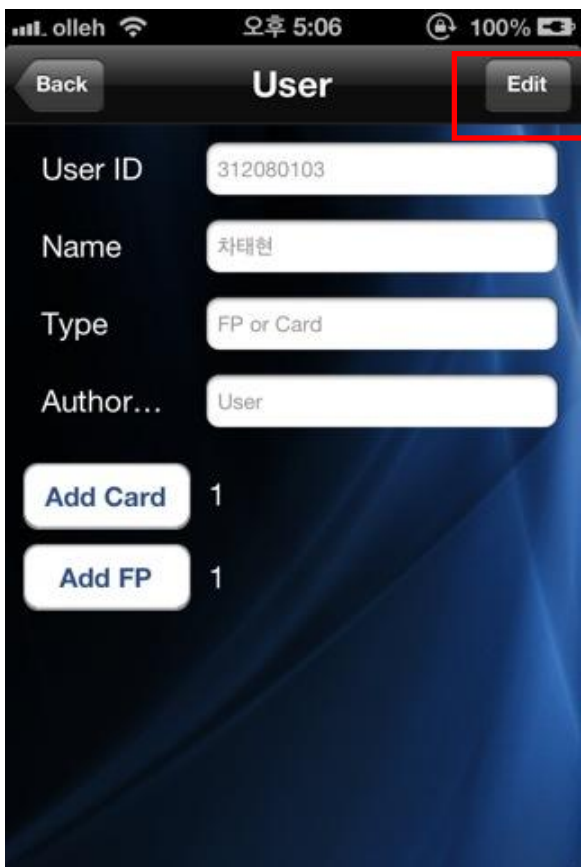 olleh 오후 5:06 100%
Back User Edit
User ID 312080103
Name 차태현
Type FP or Card
Author... User
Add Card 1
Add FP 1